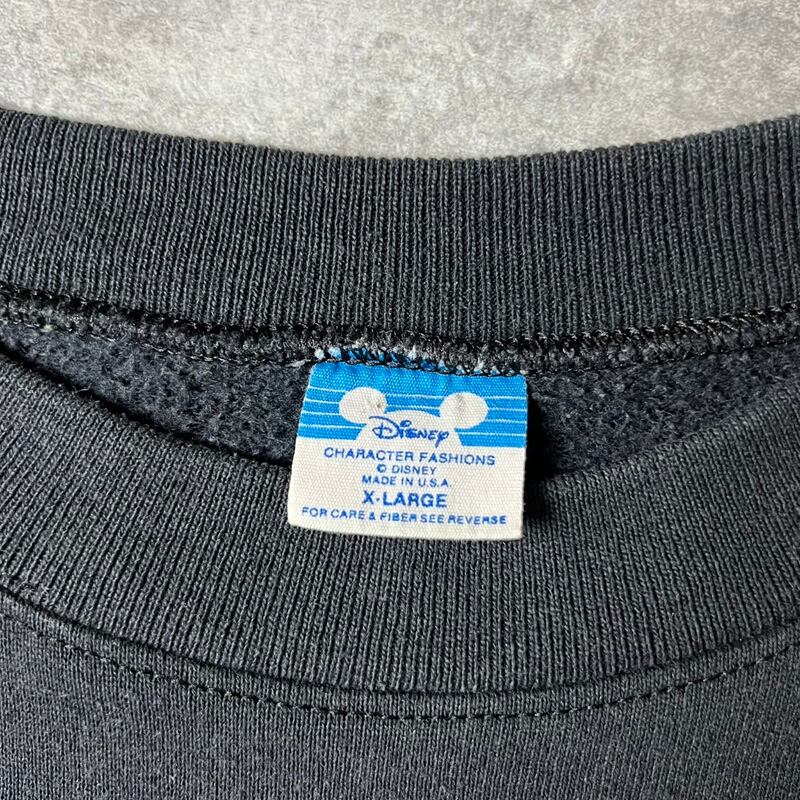 Disney
CHARACTER FASHIONS
© DISNEY
MADE IN U.S.A.
X-LARGE
FOR CARE & FIBER SEE REVERSE